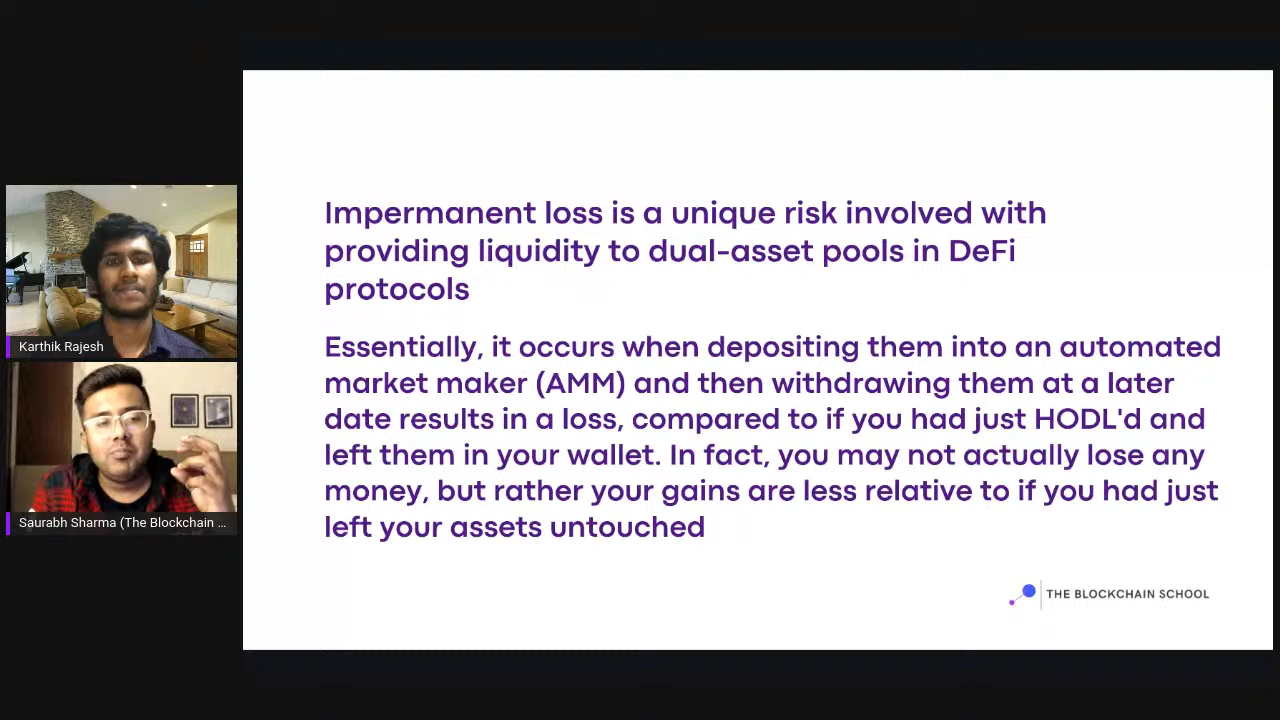 Impermanent loss is a unique risk involved with
providing liquidity to dual-asset pools in DeFi
protocols
Essentially, it occurs when depositing them into an automated
market maker (AMM) and then withdrawing them at a later
date results in a loss, compared to if you had just HODL'd and
left them in your wallet. In fact, you may not actually lose any
money, but rather your gains are less relative to if you had just
left your assets untouched
THE BLOCKCHAIN SCHOOL
Karthik Rajesh
Saurabh Sharma (The Blockchain ...